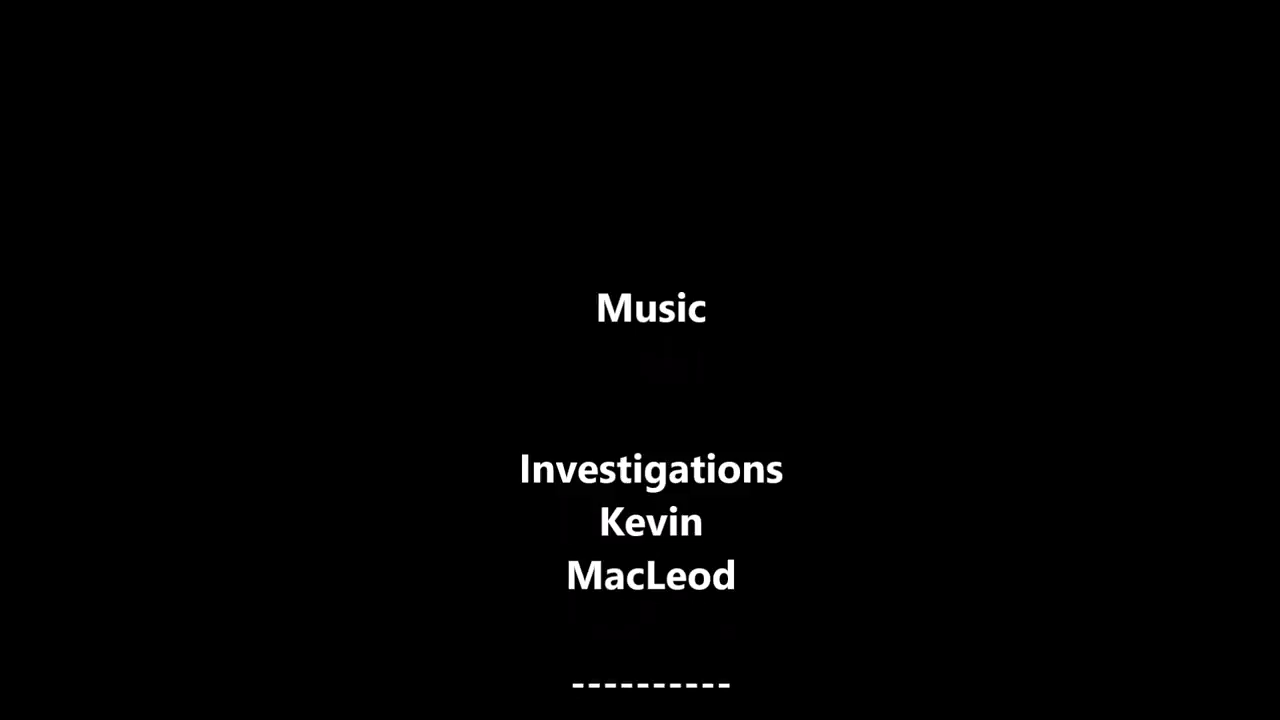 Music
Investigations
Kevin
MacLeod
----------